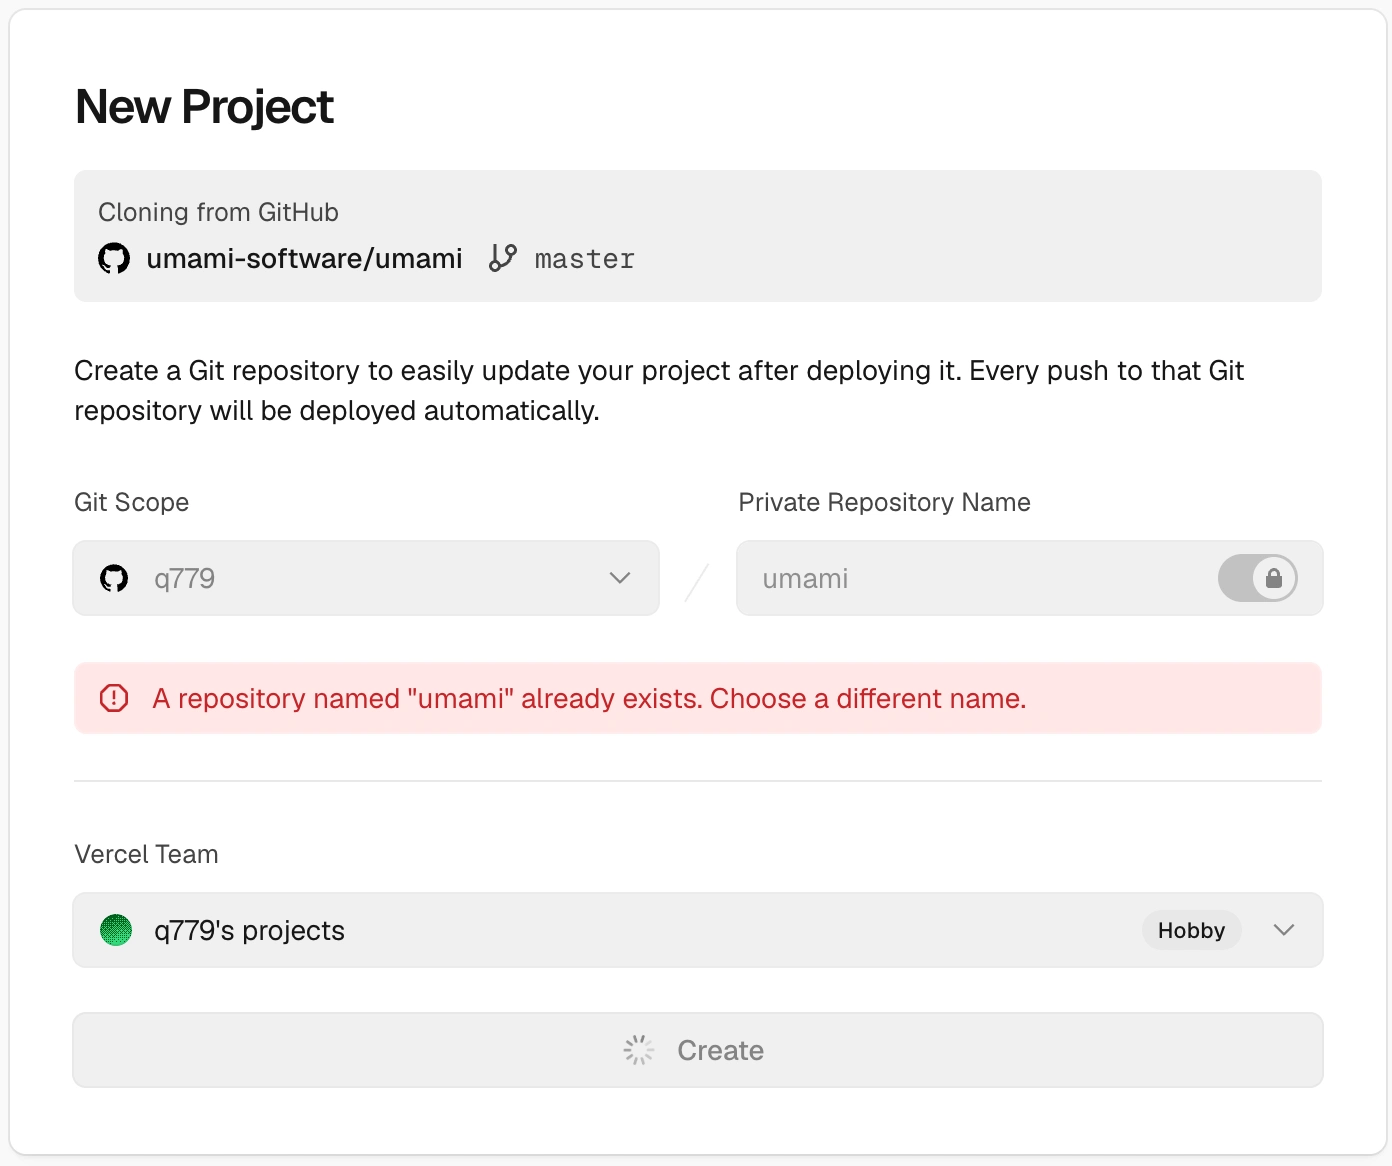 New Project
Cloning from GitHub
umami-software/umami master
Create a Git repository to easily update your project after deploying it. Every push to that Git
repository will be deployed automatically.
Git Scope
Private Repository Name
q779
/
umami
A repository named "umami" already exists. Choose a different name.
Vercel Team
q779's projects
Hobby
Create